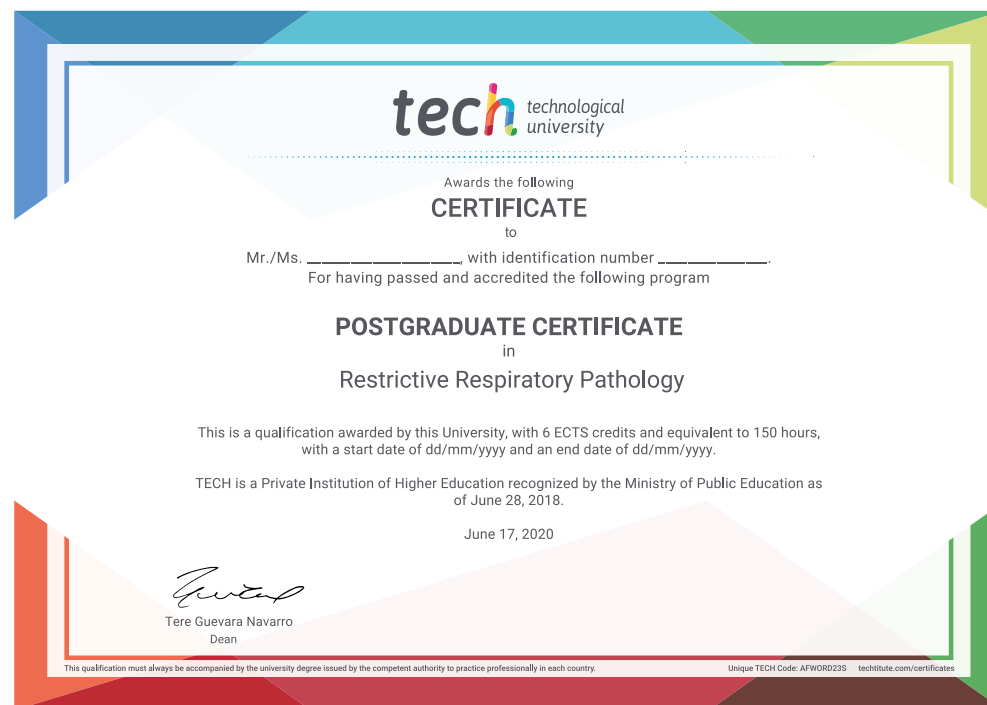 tech technological
university
Awards the following
CERTIFICATE
to
Mr./Ms. ____________________, with identification number ______________.
For having passed and accredited the following program
POSTGRADUATE CERTIFICATE
in
Restrictive Respiratory Pathology
This is a qualification awarded by this University, with 6 ECTS credits and equivalent to 150 hours,
with a start date of dd/mm/yyyy and an end date of dd/mm/yyyy.
TECH is a Private Institution of Higher Education recognized by the Ministry of Public Education as
of June 28, 2018.
June 17, 2020
Tere Guevara Navarro
Dean
This qualification must always be accompanied by the university degree issued by the competent authority to practice professionally in each country. Unique TECH Code: AFWORD23S techtitute.com/certificates